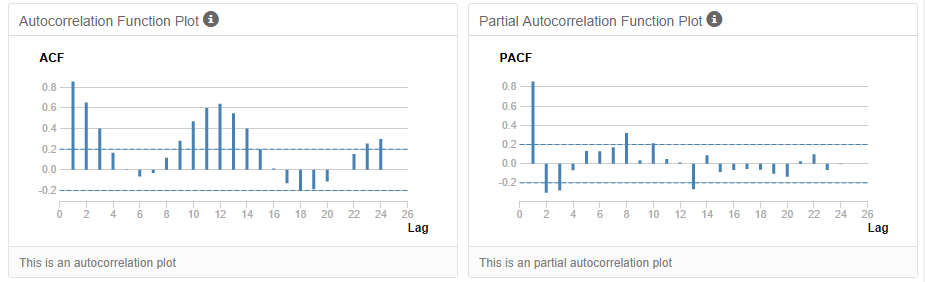 Autocorrelation Function Plot
ACF
0.8
0.6
0.4
0.2
0.0
-0.2
0 2 4 6 8 10 12 14 16 18 20 22 24 26
Lag
This is an autocorrelation plot
Partial Autocorrelation Function Plot
PACF
0.8
0.6
0.4
0.2
0.0
-0.2
0 2 4 6 8 10 12 14 16 18 20 22 24 26
Lag
This is an partial autocorrelation plot